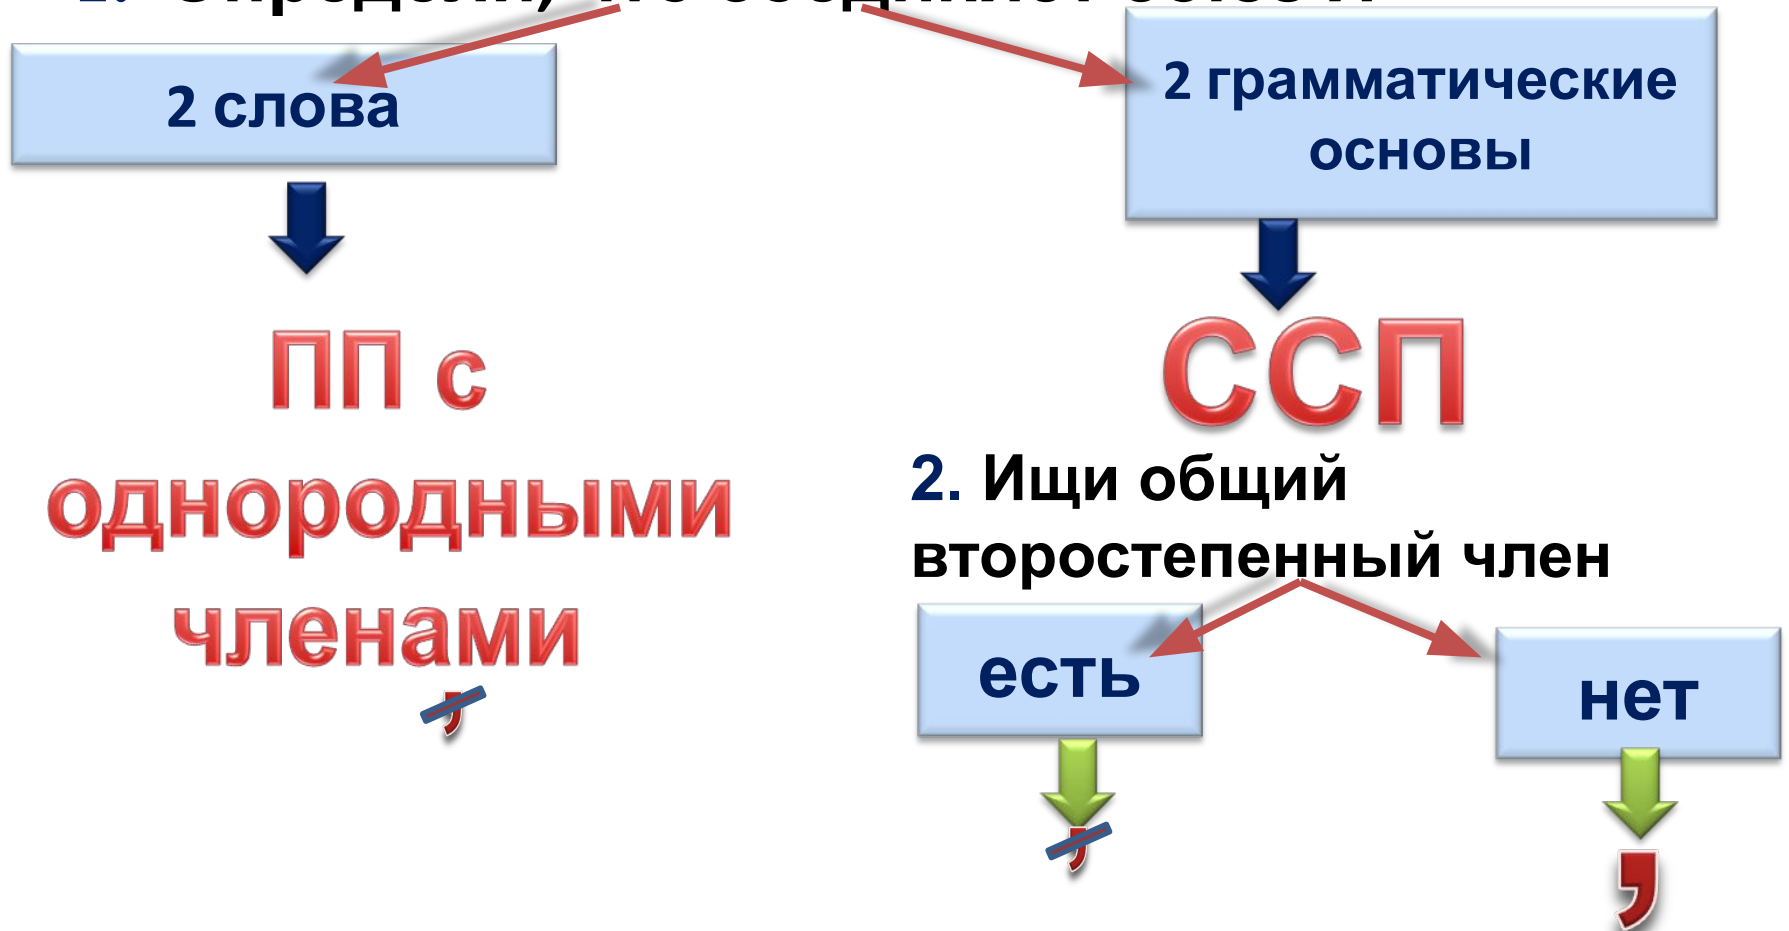 2 слова
2 грамматические
основы
ПП с
однородными
членами
,
ССП
2. Ищи общий
второстепенный член
есть
нет
,
,